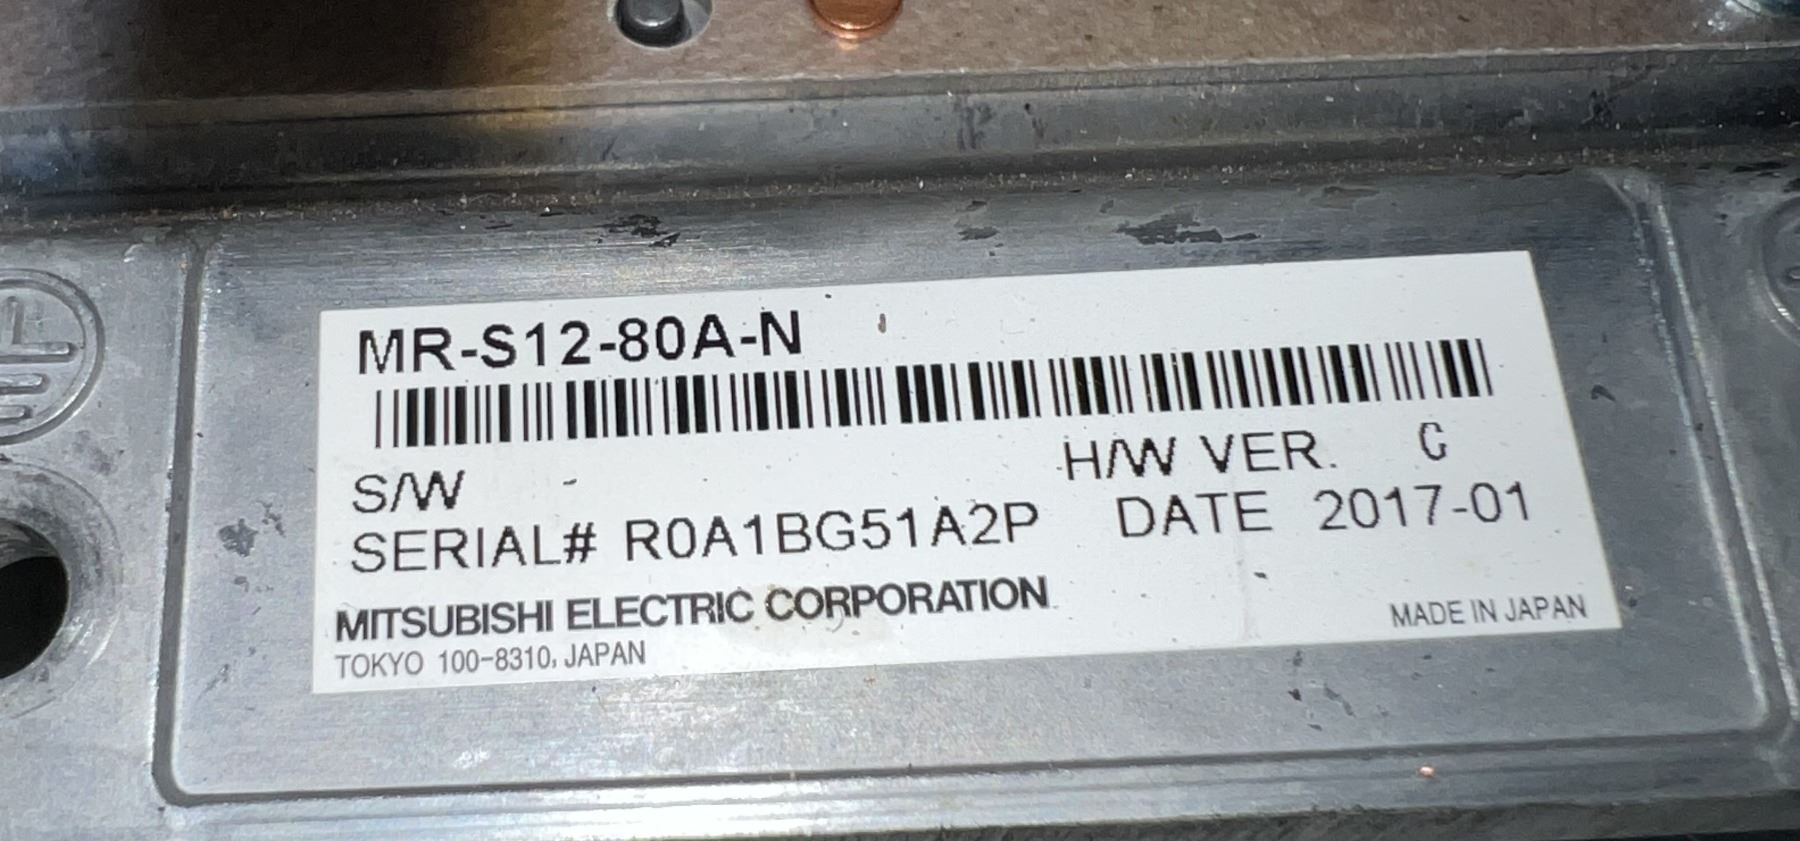 MR-S12-80A-N
S/W - H/W VER. C
SERIAL# R0A1BG51A2P DATE 2017-01
MITSUBISHI ELECTRIC CORPORATION
TOKYO 100-8310, JAPAN MADE IN JAPAN